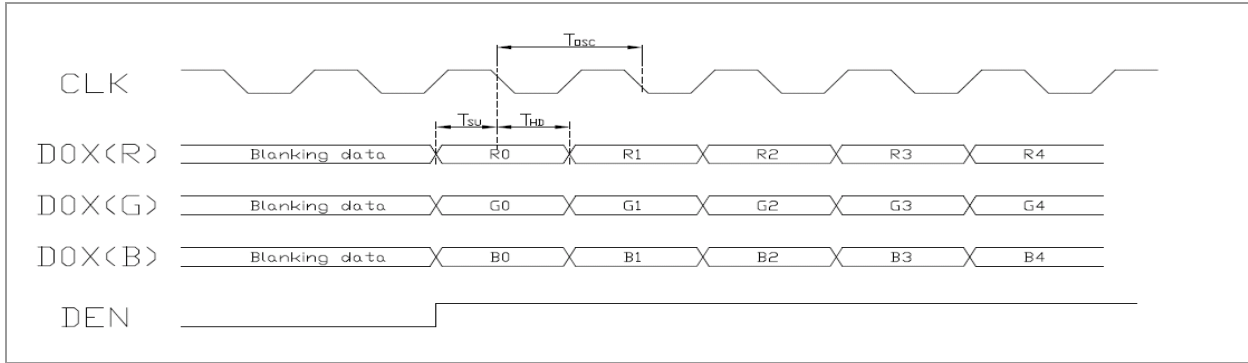 Tosc
CLK
Tsu THD
DOX(R) Blanking data R0 R1 R2 R3 R4
DOX(G) Blanking data G0 G1 G2 G3 G4
DOX(B) Blanking data B0 B1 B2 B3 B4
DEN